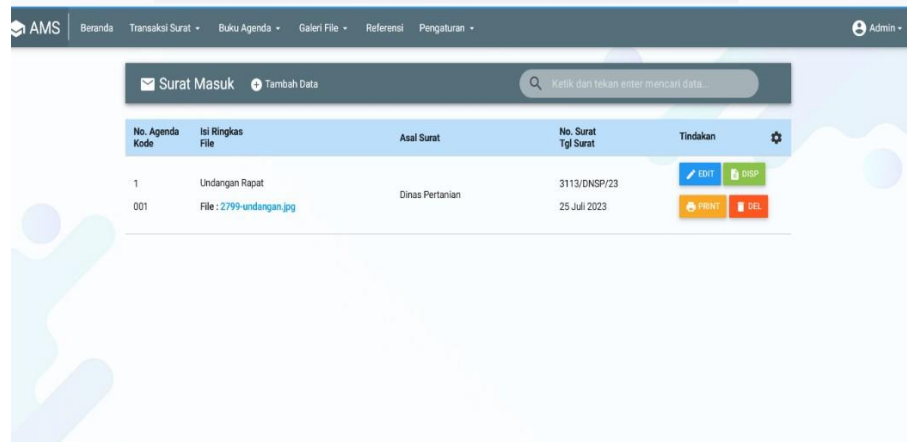 AMS Beranda Transaksi Surat Buku Agenda Galeri File Referensi Pengaturan Admin
Surat Masuk Tambah Data Ketik dan tekan enter mencari data...
No. Agenda Isi Ringkas Asal Surat No. Surat Tindakan
Kode File Tgl Surat
1 Undangan Rapat Dinas Pertanian 3113/DNSP/23 EDIT DISP
001 File : 2799-undangan.jpg 25 Juli 2023 PRINT DEL